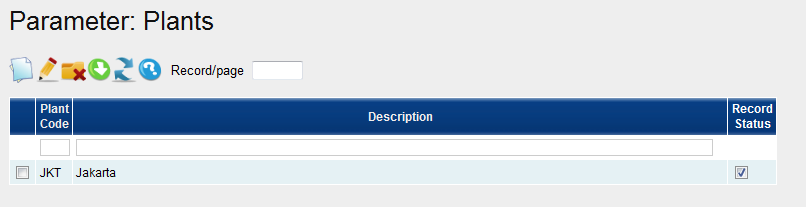 Parameter: Plants
Record/page
Plant Code
Description
Record Status
JKT Jakarta